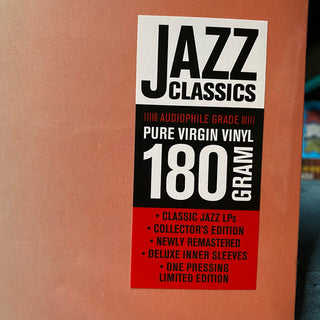 JAZZ
CLASSICS
AUDIOPHILE GRADE
PURE VIRGIN VINYL
180 GRAM
• CLASSIC JAZZ LPs
• COLLECTOR'S EDITION
• NEWLY REMASTERED
• DELUXE INNER SLEEVES
• ONE PRESSING
LIMITED EDITION